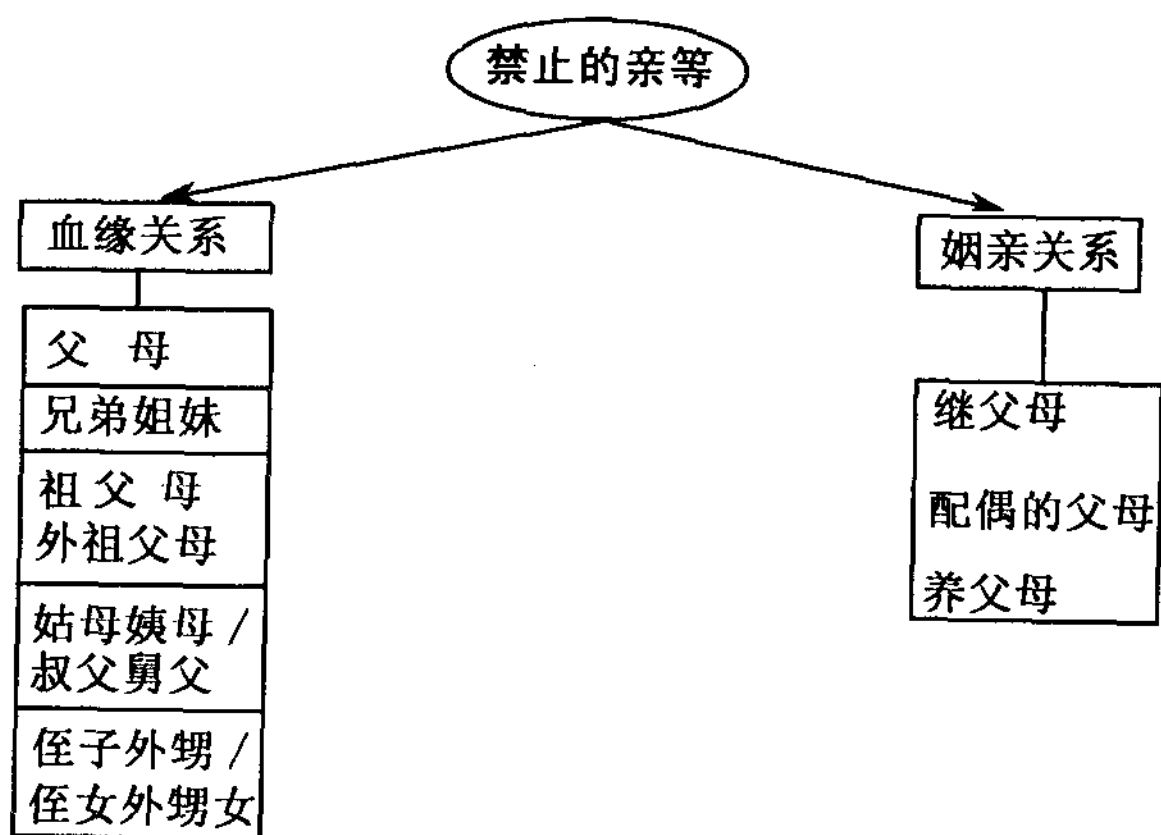 禁止的亲等
血缘关系
父 母
兄弟姐妹
祖父 母
外祖父母
姑母姨母/
叔父舅父
侄子外甥/
侄女外甥女
姻亲关系
继父母
配偶的父母
养父母